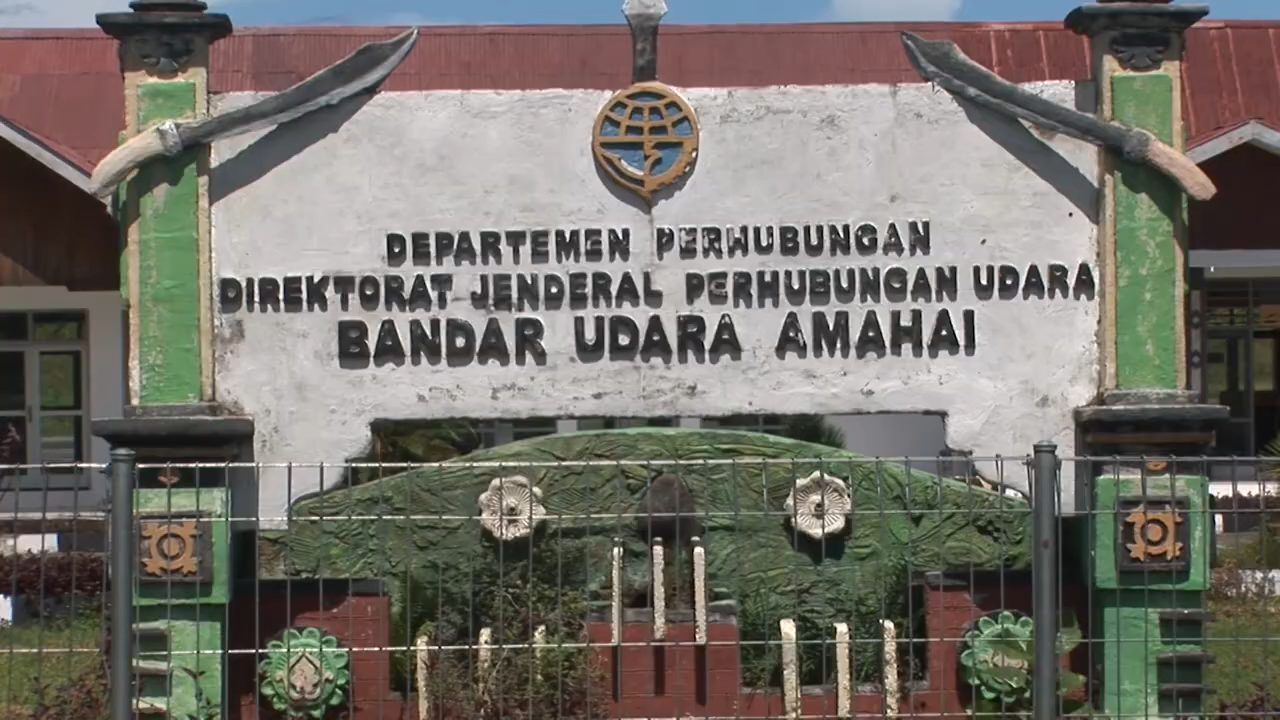 DEPARTEMEN PERHUBUNGAN
DIREKTORAT JENDERAL PERHUBUNGAN UDARA
BANDAR UDARA AMAHAI